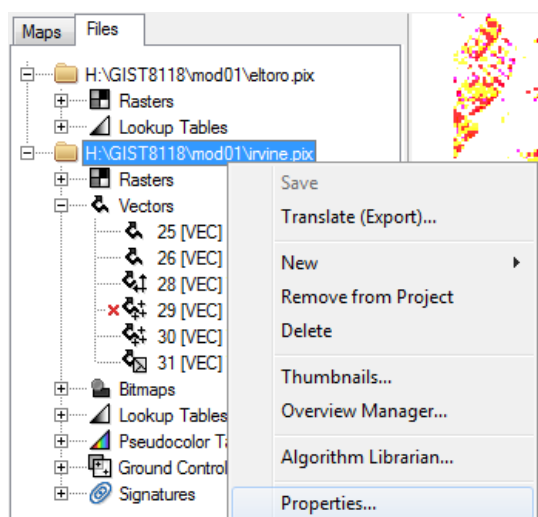 Maps Files
H:\GIST8118\mod01\eltoro.pix
Rasters
Lookup Tables
H:\GIST8118\mod01\irvine.pix
Rasters
Vectors
25 [VEC]
26 [VEC]
28 [VEC]
29 [VEC]
30 [VEC]
31 [VEC]
Bitmaps
Lookup Tables
Pseudocolor T
Ground Control
Signatures
Save
Translate (Export)...
New
Remove from Project
Delete
Thumbnails...
Overview Manager...
Algorithm Librarian...
Properties...